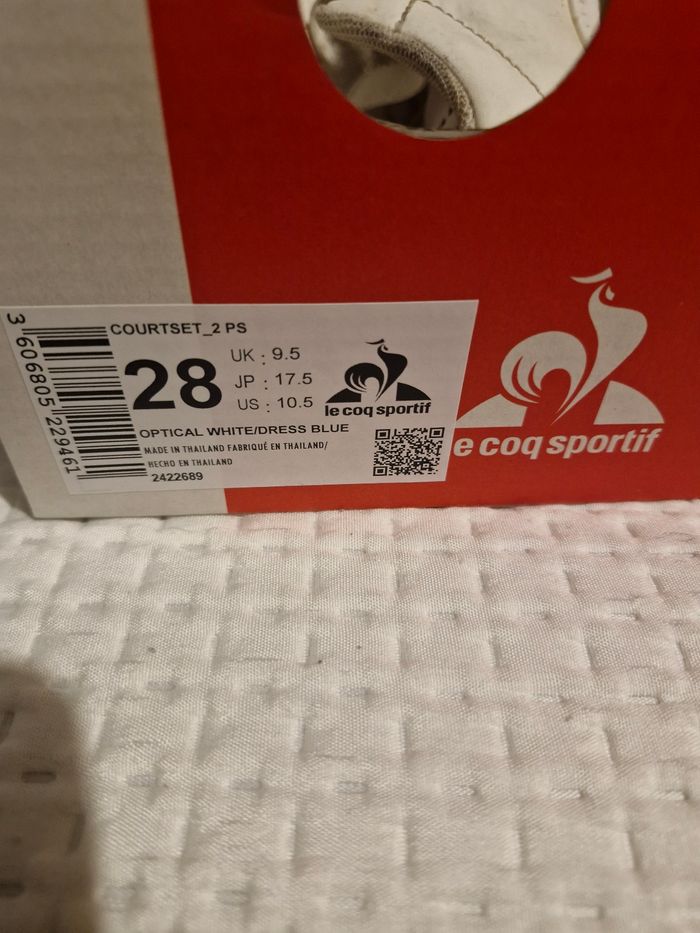 COURTSET_2 PS
28
UK : 9.5
JP : 17.5
US : 10.5
le coq sportif
OPTICAL WHITE/DRESS BLUE
MADE IN THAILAND FABRIQUÉ EN THAILAND/
HECHO EN THAILAND
2422689
3 606805 229461
le coq sportif